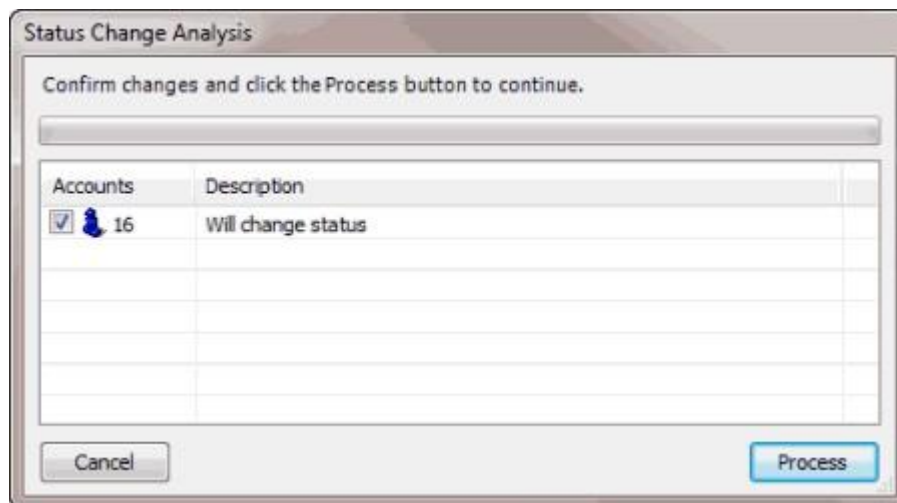 Status Change Analysis
Confirm changes and click the Process button to continue.
Accounts Description
16 Will change status
Cancel Process